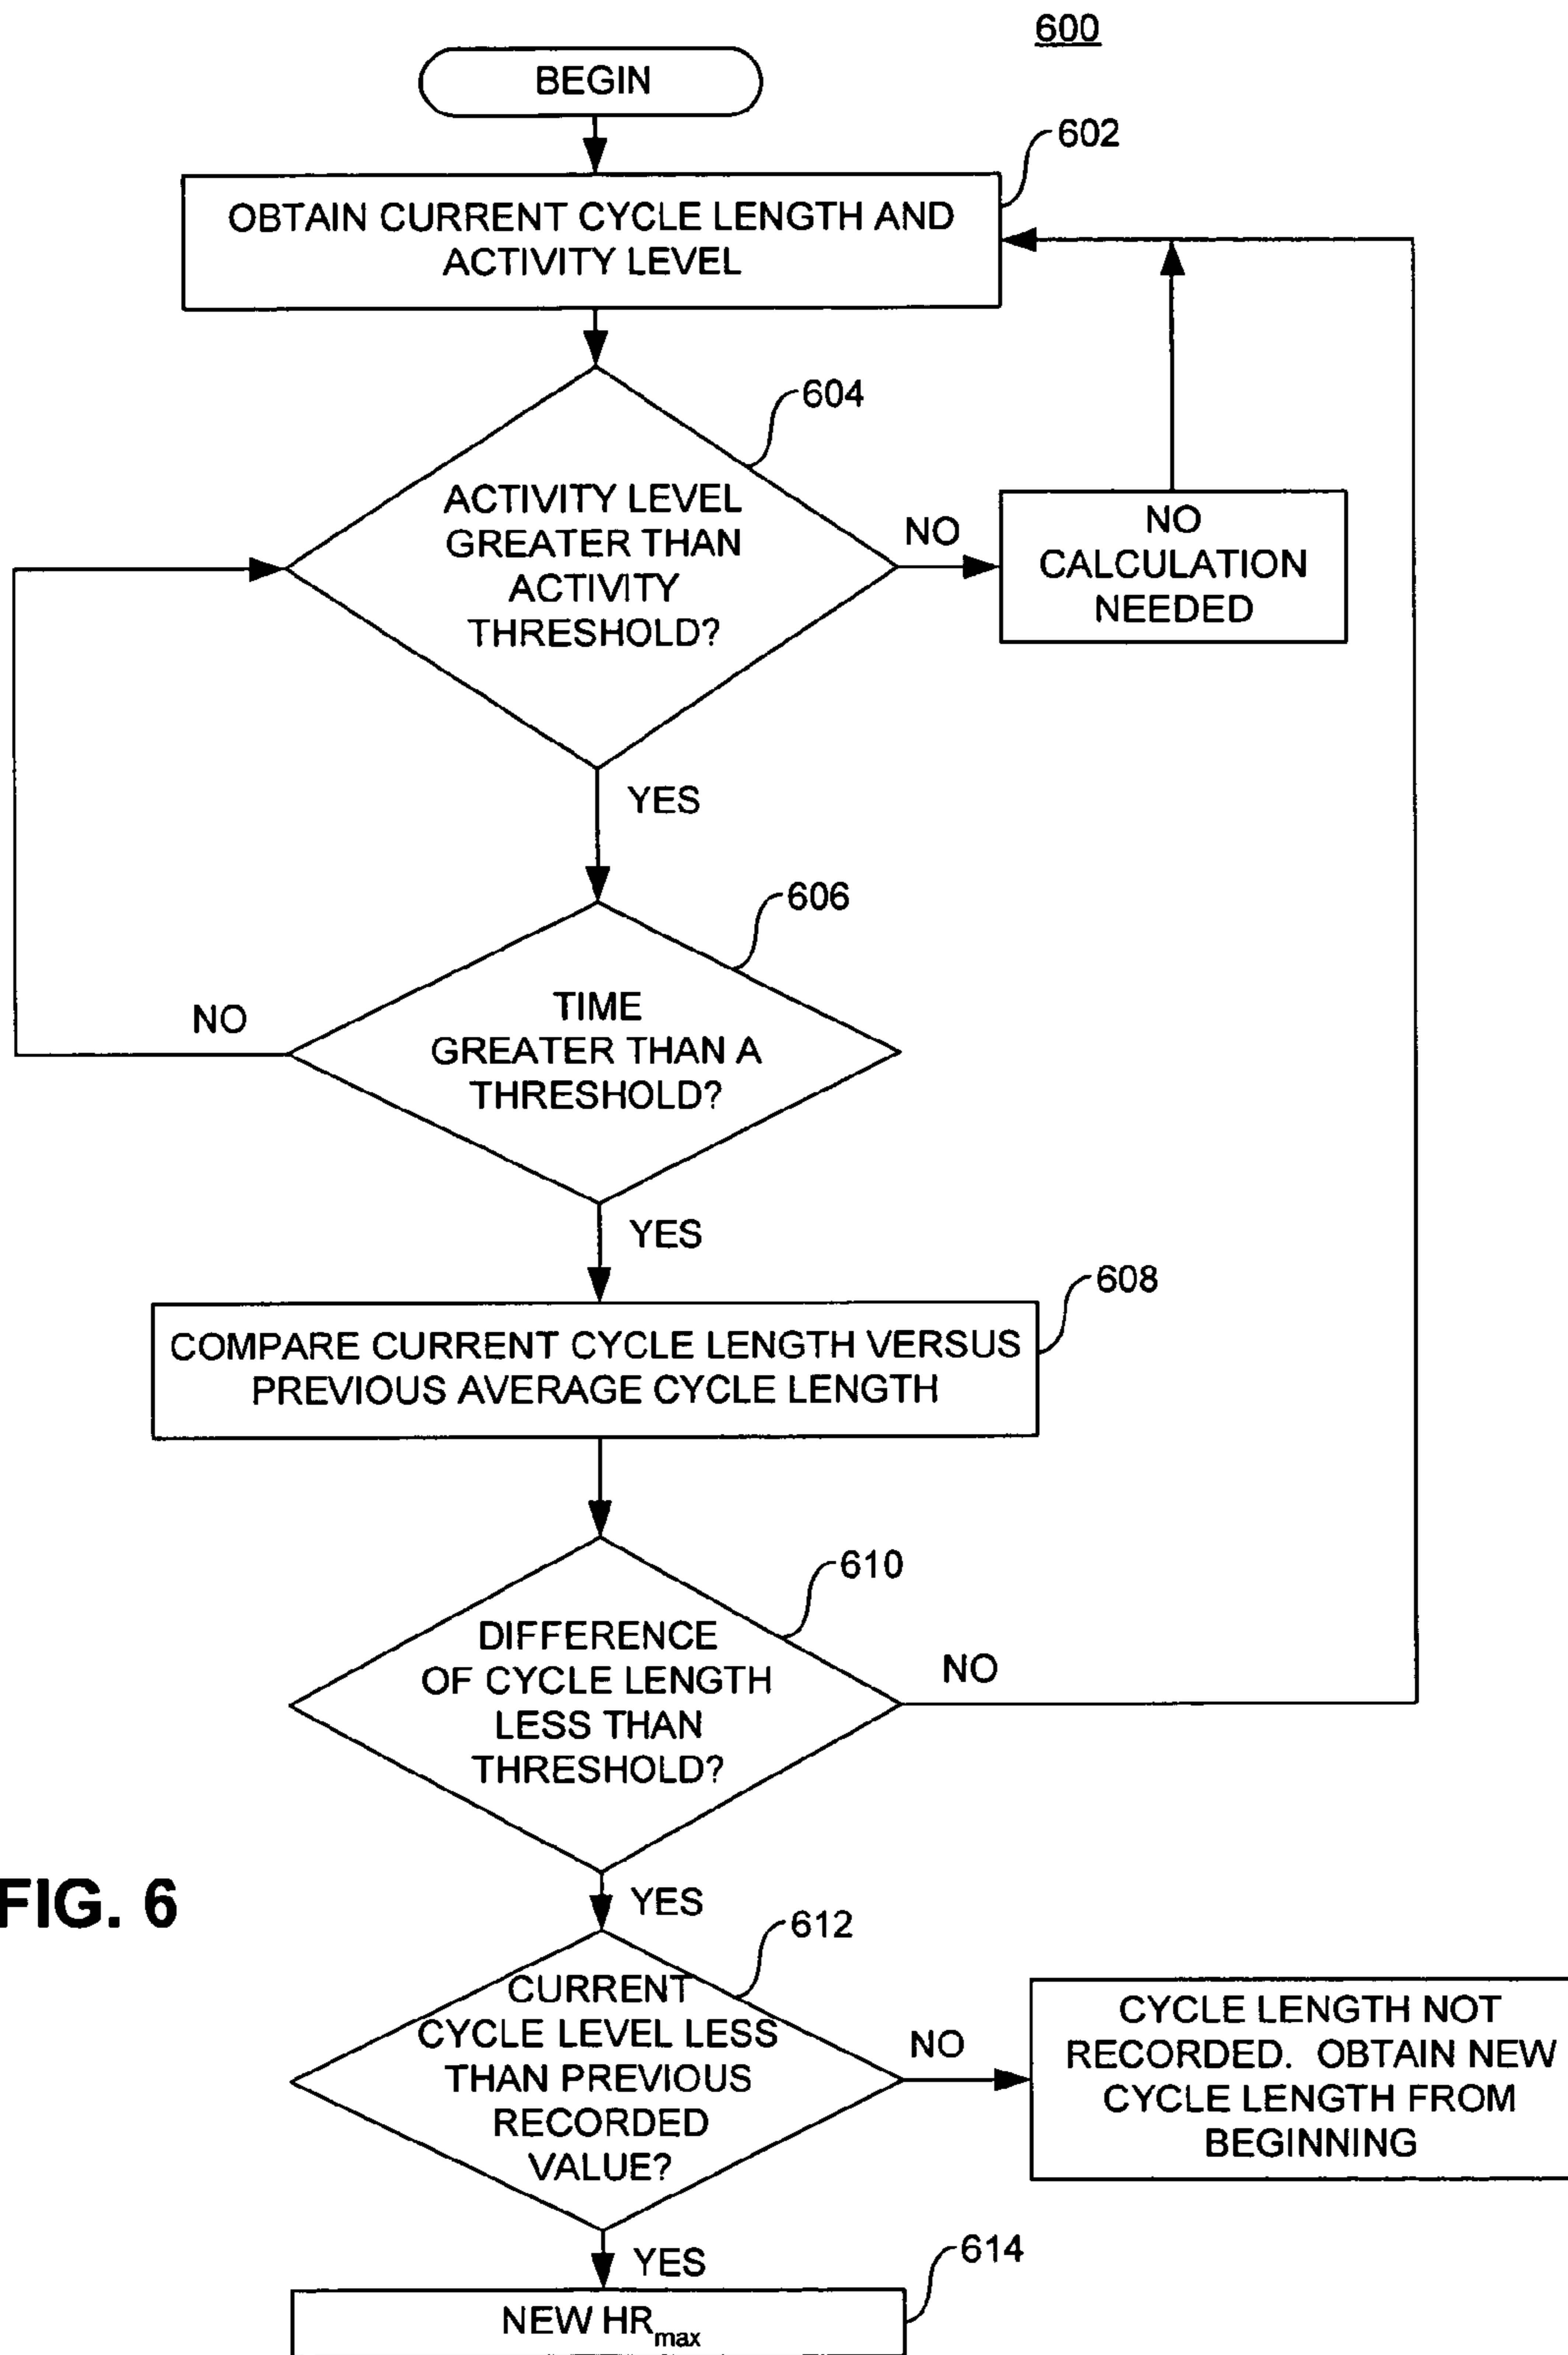 600
BEGIN
602
OBTAIN CURRENT CYCLE LENGTH AND
ACTIVITY LEVEL
604
ACTIVITY LEVEL
GREATER THAN
ACTIVITY
THRESHOLD?
NO
NO
CALCULATION
NEEDED
YES
606
TIME
GREATER THAN A
THRESHOLD?
NO
YES
608
COMPARE CURRENT CYCLE LENGTH VERSUS
PREVIOUS AVERAGE CYCLE LENGTH
610
DIFFERENCE
OF CYCLE LENGTH
LESS THAN
THRESHOLD?
NO
YES
FIG. 6
612
CURRENT
CYCLE LEVEL LESS
THAN PREVIOUS
RECORDED
VALUE?
NO
CYCLE LENGTH NOT
RECORDED. OBTAIN NEW
CYCLE LENGTH FROM
BEGINNING
YES
614
NEW HRmax